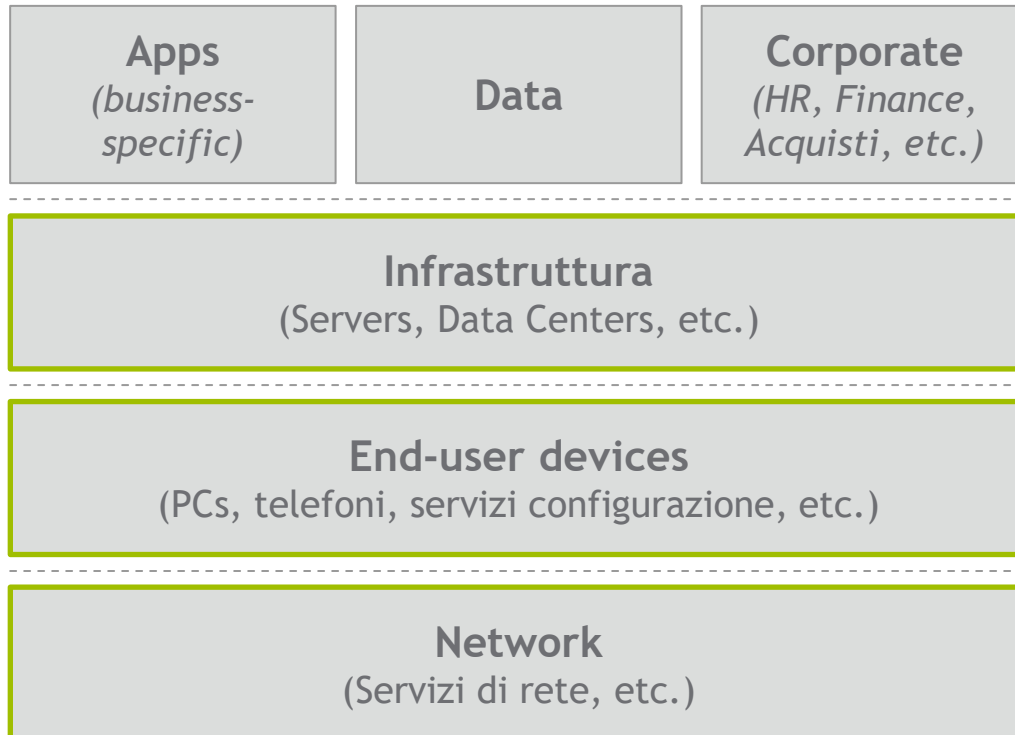 Apps
(business-
specific)
Data
Corporate
(HR, Finance,
Acquisti, etc.)
Infrastruttura
(Servers, Data Centers, etc.)
End-user devices
(PCs, telefoni, servizi configurazione, etc.)
Network
(Servizi di rete, etc.)